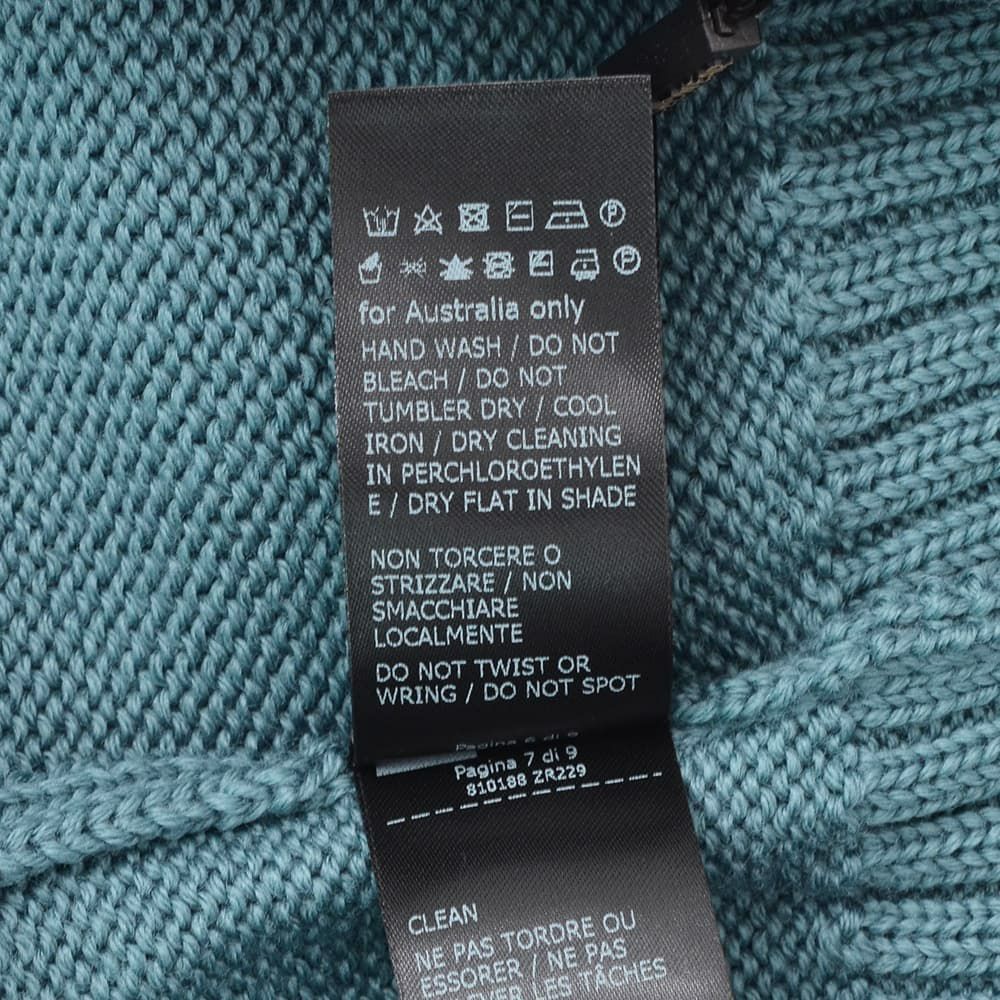 for Australia only
HAND WASH / DO NOT
BLEACH / DO NOT
TUMBLER DRY / COOL
IRON / DRY CLEANING
IN PERCHLOROETHYLEN
E / DRY FLAT IN SHADE
NON TORCERE O
STRIZZARE / NON
SMACCHIARE
LOCALMENTE
DO NOT TWIST OR
WRING / DO NOT SPOT
Pagina 7 di 9
810188 ZR229
CLEAN
NE PAS TORDRE OU
ESSORER / NE PAS
LES TÂCHES